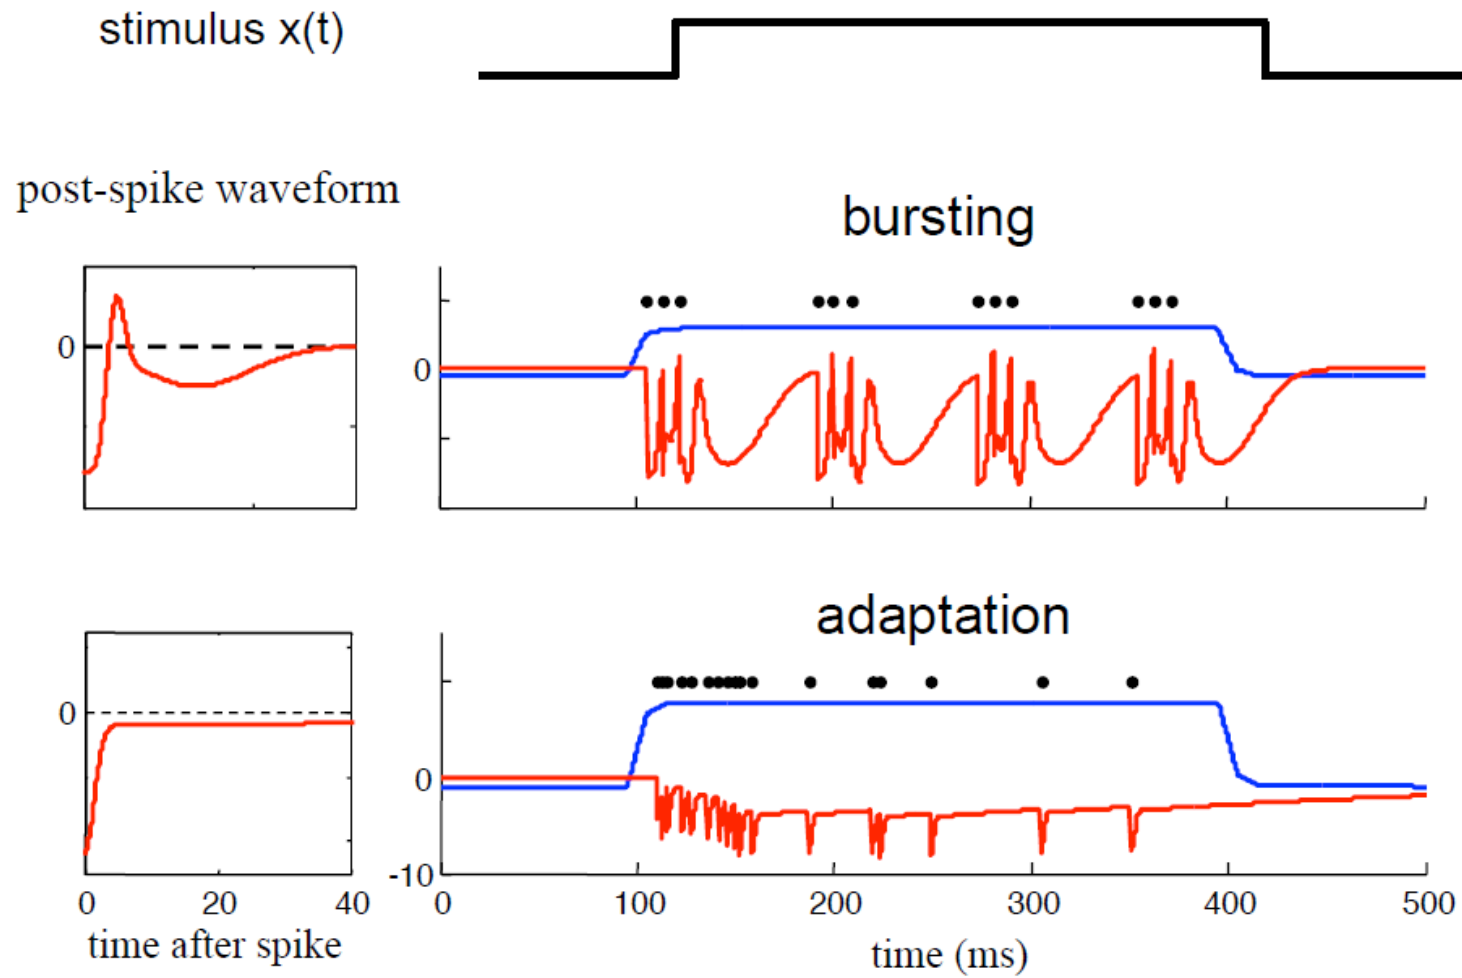 stimulus x(t)
post-spike waveform
bursting
0
0
adaptation
0
0
-10
0 20 40
time after spike
0 100 200 300 400 500
time (ms)